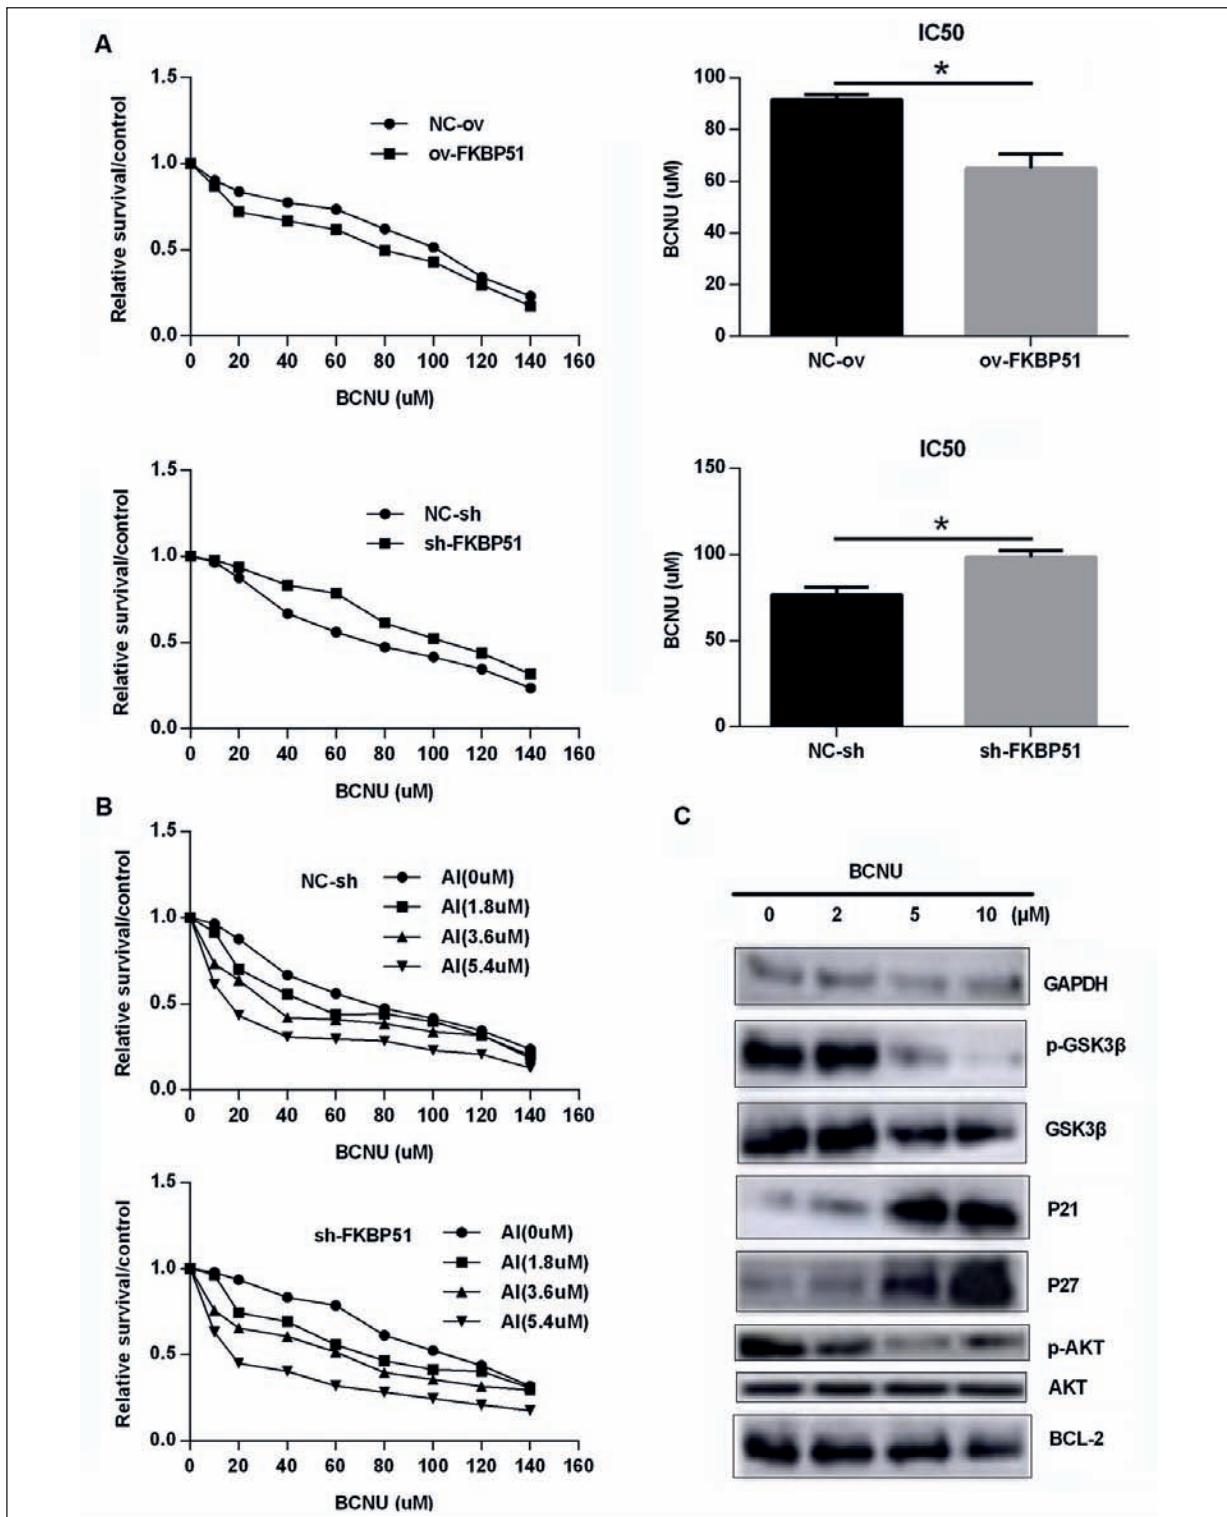 A
1.5
1.0
0.5
0.0
Relative survival/control
NC-ov
ov-FKBP51
0 20 40 60 80 100 120 140 160
BCNU (uM)
IC50
*
100
80
60
40
20
0
BCNU (uM)
NC-ov ov-FKBP51
1.5
1.0
0.5
0.0
Relative survival/control
NC-sh
sh-FKBP51
0 20 40 60 80 100 120 140 160
BCNU (uM)
IC50
*
150
100
50
0
BCNU (uM)
NC-sh sh-FKBP51
B
1.5
1.0
0.5
0.0
Relative survival/control
NC-sh
AI(0uM)
AI(1.8uM)
AI(3.6uM)
AI(5.4uM)
0 20 40 60 80 100 120 140 160
BCNU (uM)
1.5
1.0
0.5
0.0
Relative survival/control
sh-FKBP51
AI(0uM)
AI(1.8uM)
AI(3.6uM)
AI(5.4uM)
0 20 40 60 80 100 120 140 160
BCNU (uM)
C
BCNU
0 2 5 10 (μM)
GAPDH
p-GSK3β
GSK3β
P21
P27
p-AKT
AKT
BCL-2